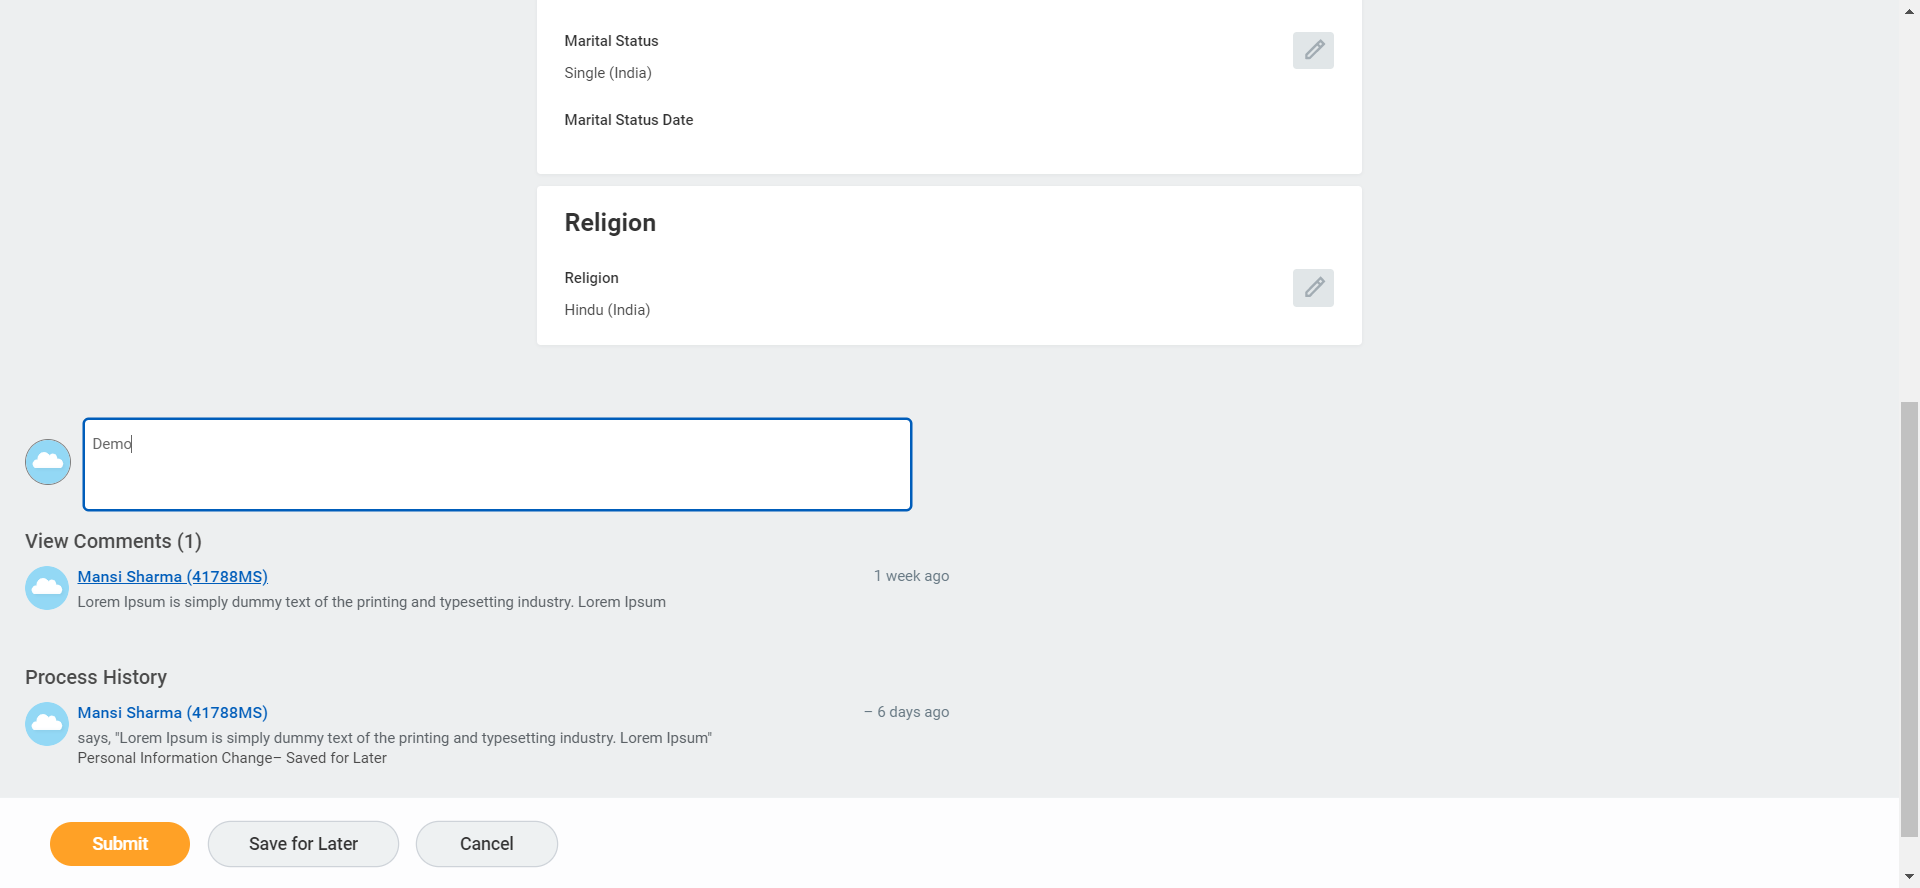 Marital Status
Single (India)
Marital Status Date
Religion
Religion
Hindu (India)
Demo
View Comments (1)
Mansi Sharma (41788MS)
1 week ago
Lorem Ipsum is simply dummy text of the printing and typesetting industry. Lorem Ipsum
Process History
Mansi Sharma (41788MS)
– 6 days ago
says, "Lorem Ipsum is simply dummy text of the printing and typesetting industry. Lorem Ipsum"
Personal Information Change– Saved for Later
Submit
Save for Later
Cancel